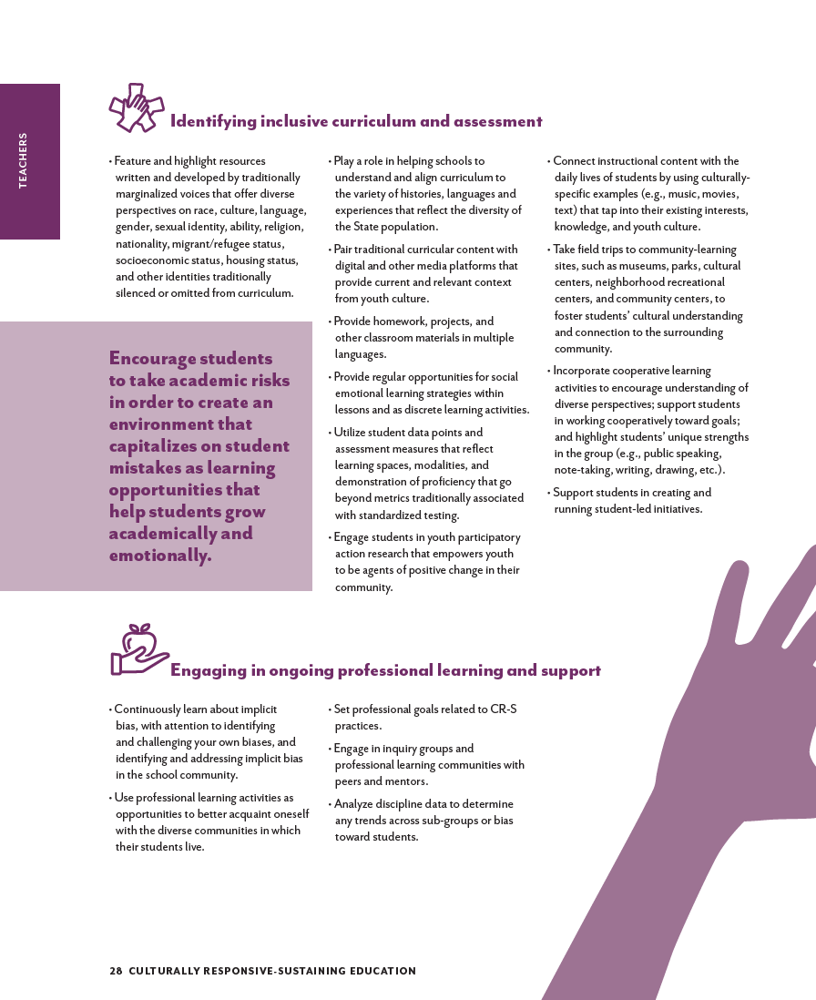 TEACHERS
Identifying inclusive curriculum and assessment
• Feature and highlight resources
written and developed by traditionally
marginalized voices that offer diverse
perspectives on race, culture, language,
gender, sexual identity, ability, religion,
nationality, migrant/refugee status,
socioeconomic status, housing status,
and other identities traditionally
silenced or omitted from curriculum.
Encourage students
to take academic risks
in order to create an
environment that
capitalizes on student
mistakes as learning
opportunities that
help students grow
academically and
emotionally.
• Play a role in helping schools to
understand and align curriculum to
the variety of histories, languages and
experiences that reflect the diversity of
the State population.
• Pair traditional curricular content with
digital and other media platforms that
provide current and relevant context
from youth culture.
• Provide homework, projects, and
other classroom materials in multiple
languages.
• Provide regular opportunities for social
emotional learning strategies within
lessons and as discrete learning activities.
• Utilize student data points and
assessment measures that reflect
learning spaces, modalities, and
demonstration of proficiency that go
beyond metrics traditionally associated
with standardized testing.
• Engage students in youth participatory
action research that empowers youth
to be agents of positive change in their
community.
• Connect instructional content with the
daily lives of students by using culturally-
specific examples (e.g., music, movies,
text) that tap into their existing interests,
knowledge, and youth culture.
• Take field trips to community-learning
sites, such as museums, parks, cultural
centers, neighborhood recreational
centers, and community centers, to
foster students’ cultural understanding
and connection to the surrounding
community.
• Incorporate cooperative learning
activities to encourage understanding of
diverse perspectives; support students
in working cooperatively toward goals;
and highlight students’ unique strengths
in the group (e.g., public speaking,
note-taking, writing, drawing, etc.).
• Support students in creating and
running student-led initiatives.
Engaging in ongoing professional learning and support
• Continuously learn about implicit
bias, with attention to identifying
and challenging your own biases, and
identifying and addressing implicit bias
in the school community.
• Use professional learning activities as
opportunities to better acquaint oneself
with the diverse communities in which
their students live.
• Set professional goals related to CR-S
practices.
• Engage in inquiry groups and
professional learning communities with
peers and mentors.
• Analyze discipline data to determine
any trends across sub-groups or bias
toward students.
28 CULTURALLY RESPONSIVE-SUSTAINING EDUCATION